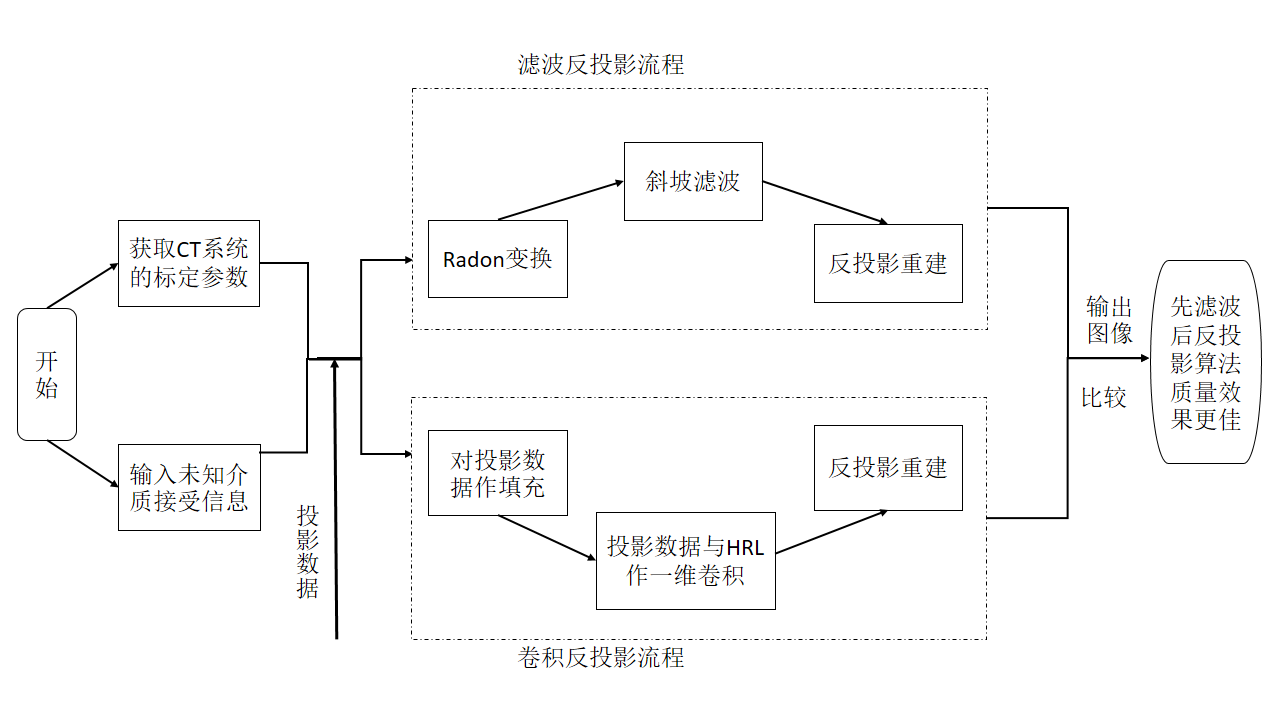 滤波反投影流程
斜坡滤波
Radon变换
反投影重建
获取CT系统
的标定参数
开
始
输入未知介
质接受信息
投
影
数
据
对投影数
据作填充
投影数据与HRL
作一维卷积
反投影重建
卷积反投影流程
输出
图像
比较
先滤波
后反投
影算法
质量效
果更佳